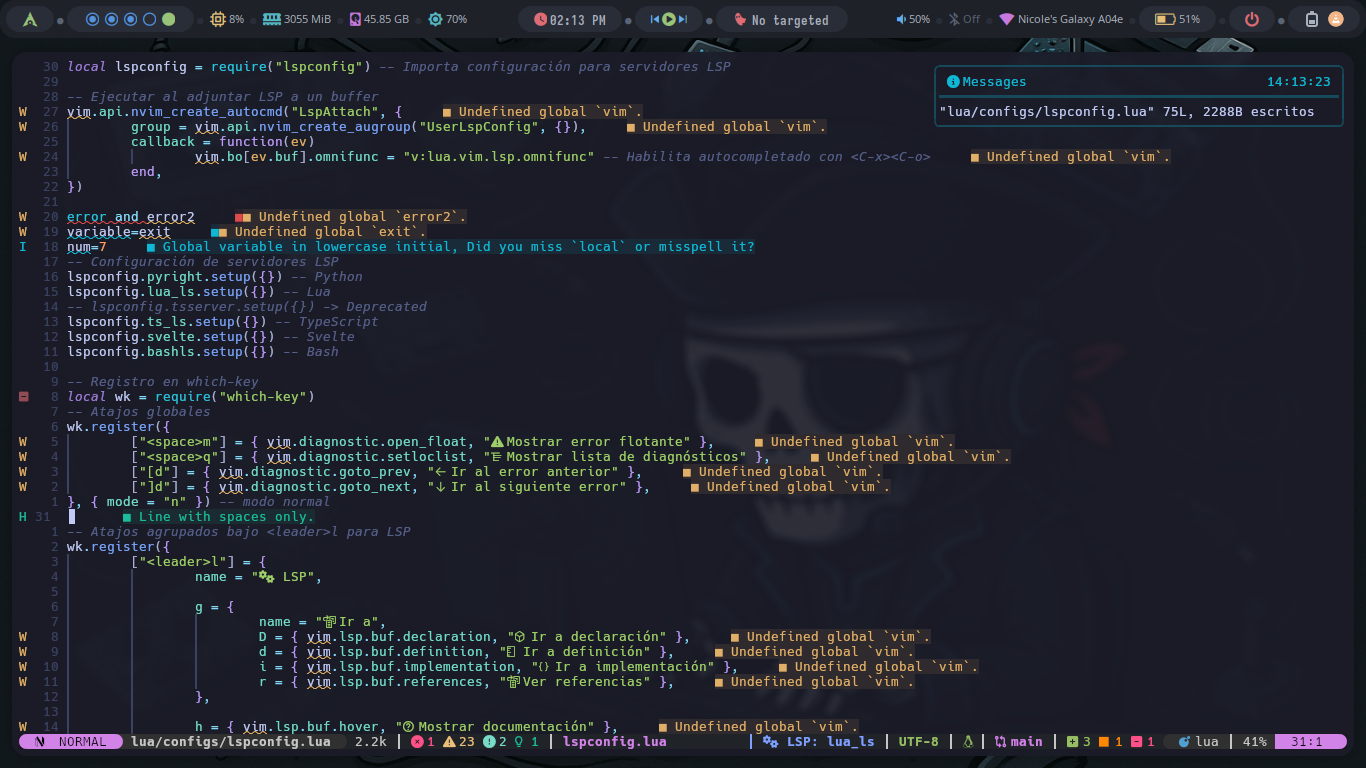 8% 3055 MiB 45.85 GB 70% 02:13 PM No targeted 50% Off Nicole's Galaxy A04e 51%
30 local lspconfig = require("lspconfig") -- Importa configuración para servidores LSP
Messages 14:13:23
"lua/configs/lspconfig.lua" 75L, 2288B escritos
29
28 -- Ejecutar al adjuntar LSP a un buffer
W 27 vim.api.nvim_create_autocmd("LspAttach", { ■ Undefined global `vim`.
W 26 group = vim.api.nvim_create_augroup("UserLspConfig", {}), ■ Undefined global `vim`.
25 callback = function(ev)
W 24 vim.bo[ev.buf].omnifunc = "v:lua.vim.lsp.omnifunc" -- Habilita autocompletado con <C-x><C-o> ■ Undefined global `vim`.
23 end,
22 })
21
W 20 error and error2 ■■ Undefined global `error2`.
W 19 variable=exit ■■ Undefined global `exit`.
I 18 num=7 ■ Global variable in lowercase initial, Did you miss `local` or misspell it?
17 -- Configuración de servidores LSP
16 lspconfig.pyright.setup({}) -- Python
15 lspconfig.lua_ls.setup({}) -- Lua
14 -- lspconfig.tsserver.setup({}) -> Deprecated
13 lspconfig.ts_ls.setup({}) -- TypeScript
12 lspconfig.svelte.setup({}) -- Svelte
11 lspconfig.bashls.setup({}) -- Bash
10
9 -- Registro en which-key
8 local wk = require("which-key")
7 -- Atajos globales
6 wk.register({
W 5 ["<space>m"] = { vim.diagnostic.open_float, "Mostrar error flotante" }, ■ Undefined global `vim`.
W 4 ["<space>q"] = { vim.diagnostic.setloclist, "Mostrar lista de diagnósticos" }, ■ Undefined global `vim`.
W 3 ["[d"] = { vim.diagnostic.goto_prev, "← Ir al error anterior" }, ■ Undefined global `vim`.
W 2 ["]d"] = { vim.diagnostic.goto_next, "↓ Ir al siguiente error" }, ■ Undefined global `vim`.
1 }, { mode = "n" }) -- modo normal
H 31 ■ Line with spaces only.
1 -- Atajos agrupados bajo <leader>l para LSP
2 wk.register({
3 ["<leader>l"] = {
4 name = " LSP",
5
6 g = {
7 name = "Ir a",
W 8 D = { vim.lsp.buf.declaration, " Ir a declaración" }, ■ Undefined global `vim`.
W 9 d = { vim.lsp.buf.definition, " Ir a definición" }, ■ Undefined global `vim`.
W 10 i = { vim.lsp.buf.implementation, "{} Ir a implementación" }, ■ Undefined global `vim`.
W 11 r = { vim.lsp.buf.references, "Ver referencias" }, ■ Undefined global `vim`.
12 },
13
W 14 h = { vim.lsp.buf.hover, "Mostrar documentación" }, ■ Undefined global `vim`.
NORMAL lua/configs/lspconfig.lua 2.2k | 1 23 2 1 | lspconfig.lua | LSP: lua_ls | UTF-8 | | main | 3 1 1 lua | 41% 31:1